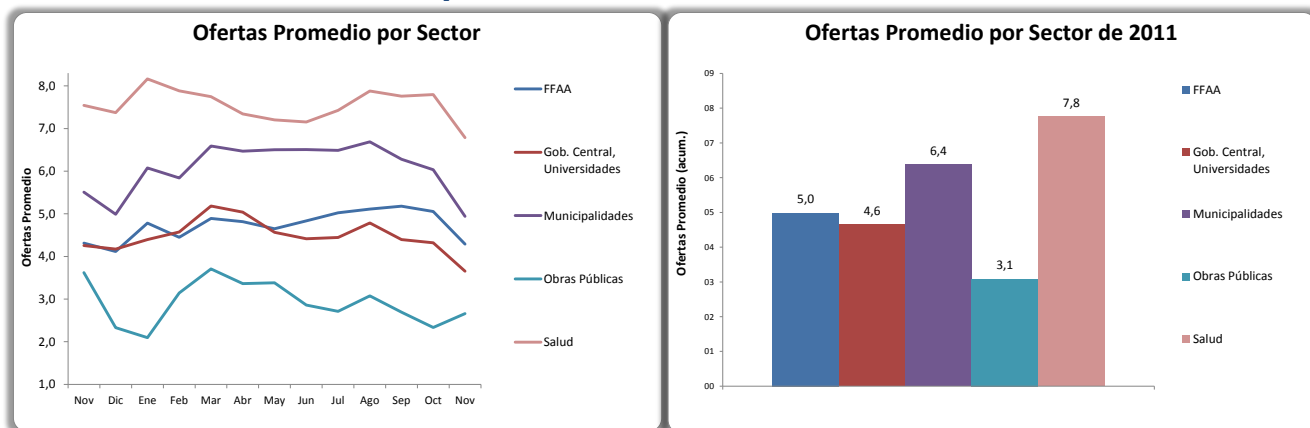 Ofertas Promedio por Sector
Ofertas Promedio
8,0
7,0
6,0
5,0
4,0
3,0
2,0
1,0
Nov Dic Ene Feb Mar Abr May Jun Jul Ago Sep Oct Nov
FFAA
Gob. Central,
Universidades
Municipalidades
Obras Públicas
Salud
Ofertas Promedio por Sector de 2011
Ofertas Promedio (acum.)
09
08
07
06
05
04
03
02
01
00
5,0
4,6
6,4
3,1
7,8
FFAA
Gob. Central,
Universidades
Municipalidades
Obras Públicas
Salud